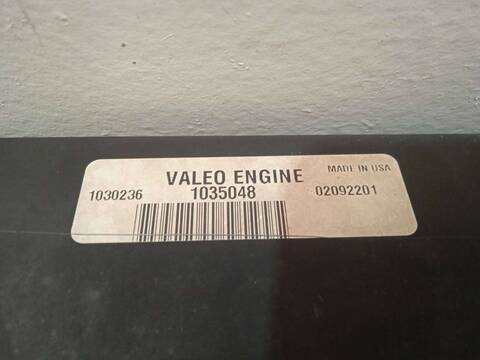 VALEO ENGINE MADE IN USA
1030236 1035048 02092201